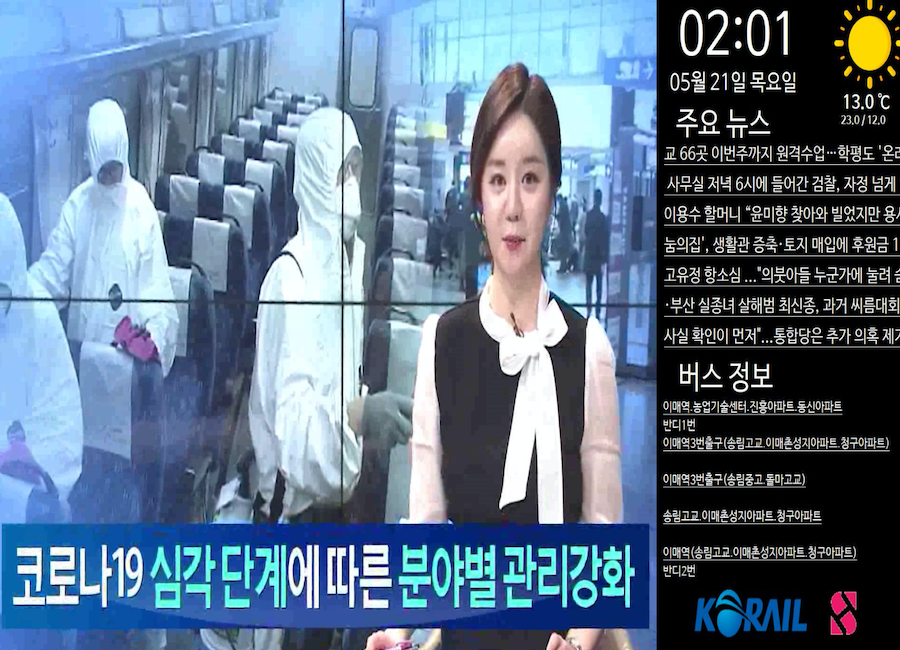 코로나19 심각 단계에 따른 분야별 관리강화
02:01
05월 21일 목요일
13.0 ℃
23.0 / 12.0
주요 뉴스
교 66곳 이번주까지 원격수업…학평도 '온
사무실 저녁 6시에 들어간 검찰, 자정 넘게
이용수 할머니 “윤미향 찾아와 빌었지만 용
눔의집', 생활관 증축·토지 매입에 후원금 1
고유정 항소심 ..."의붓아들 누군가에 눌려
·부산 실종녀 살해범 최신종, 과거 씨름대회
사실 확인이 먼저"...통합당은 추가 의혹 제
버스 정보
이매역.농업기술센터.진흥아파트.동신아파트
반디1번
이매역3번출구(송림고교.이매촌성지아파트.청구아파트)
이매역3번출구(송림중고.돌마고교)
송림고교.이매촌성지아파트.청구아파트
이매역(송림고교.이매촌성지아파트.청구아파트)
반디2번
KORAIL